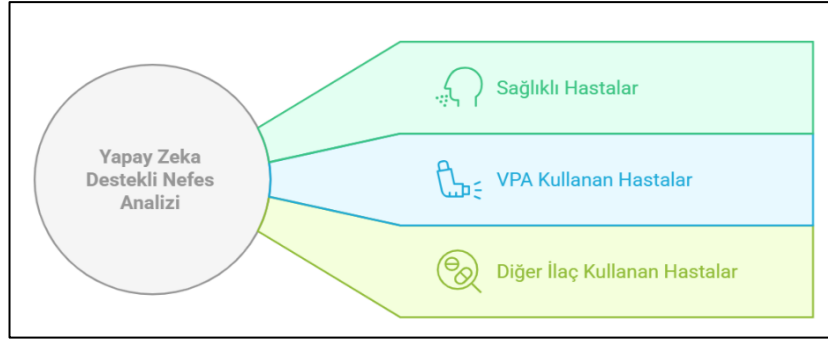 Yapay Zeka
Destekli Nefes
Analizi
Sağlıklı Hastalar
VPA Kullanan Hastalar
Diğer İlaç Kullanan Hastalar